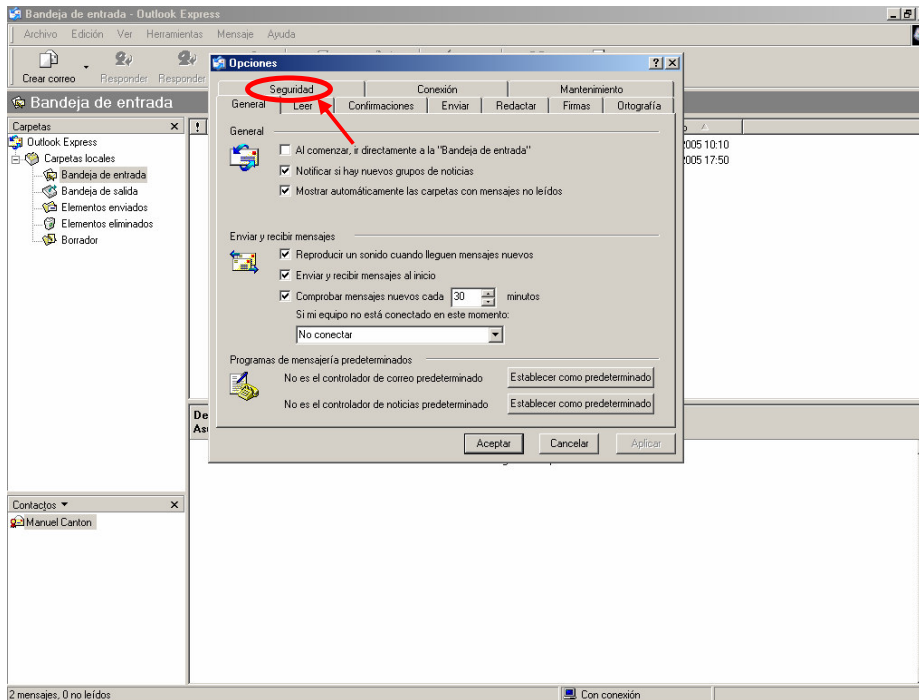 Bandeja de entrada - Outlook Express
Archivo Edición Ver Herramientas Mensaje Ayuda
Crear correo Responder Responder
Bandeja de entrada
Carpetas
Outlook Express
Carpetas locales
Bandeja de entrada
Bandeja de salida
Elementos enviados
Elementos eliminados
Borrador
Contactos
Manuel Canton
2 mensajes, 0 no leídos
Con conexión
!
2005 10:10
2005 17:50
De
As
Opciones
Seguridad Conexión Mantenimiento
General Leer Confirmaciones Enviar Redactar Firmas Ortografía
General
Al comenzar, ir directamente a la "Bandeja de entrada"
Notificar si hay nuevos grupos de noticias
Mostrar automáticamente las carpetas con mensajes no leídos
Enviar y recibir mensajes
Reproducir un sonido cuando lleguen mensajes nuevos
Enviar y recibir mensajes al inicio
Comprobar mensajes nuevos cada 30 minutos
Si mi equipo no está conectado en este momento:
No conectar
Programas de mensajería predeterminados
No es el controlador de correo predeterminado Establecer como predeterminado
No es el controlador de noticias predeterminado Establecer como predeterminado
Aceptar Cancelar Aplicar